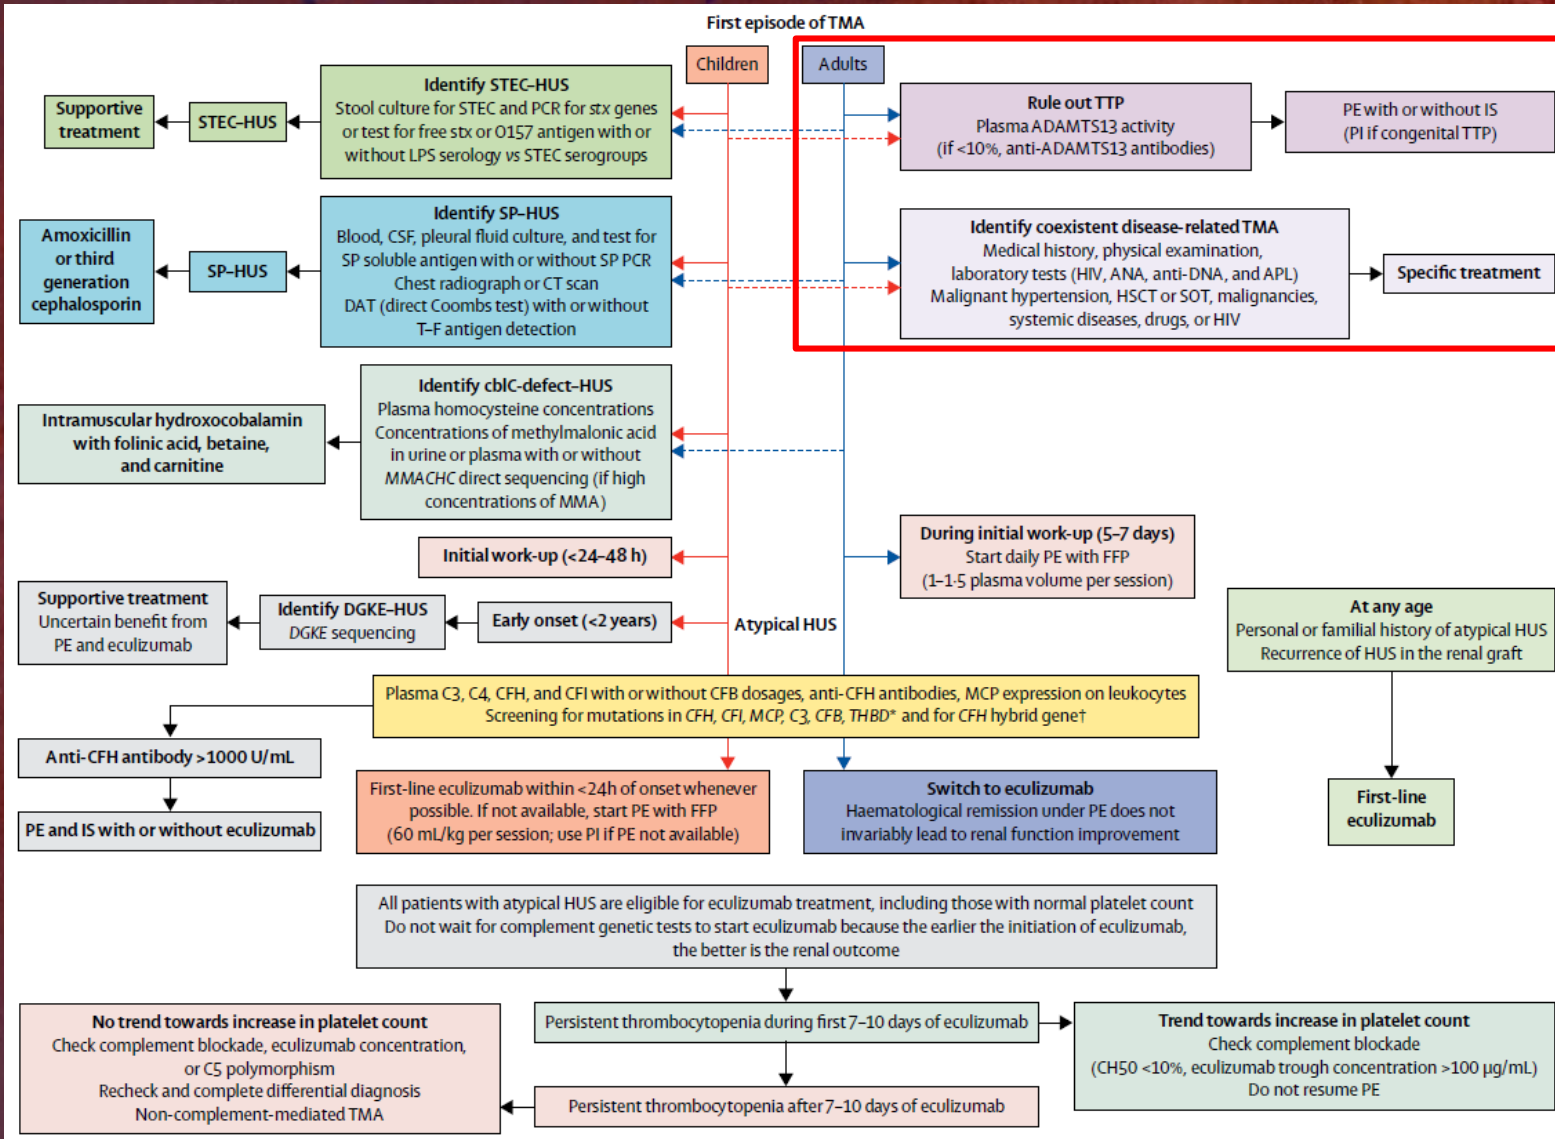 First episode of TMA
Children
Adults
Identify STEC–HUS
Stool culture for STEC and PCR for stx genes
or test for free stx or O157 antigen with or
without LPS serology vs STEC serogroups
STEC–HUS
Supportive
treatment
Rule out TTP
Plasma ADAMTS13 activity
(if <10%, anti-ADAMTS13 antibodies)
PE with or without IS
(PI if congenital TTP)
Identify SP–HUS
Blood, CSF, pleural fluid culture, and test for
SP soluble antigen with or without SP PCR
Chest radiograph or CT scan
DAT (direct Coombs test) with or without
T–F antigen detection
SP–HUS
Amoxicillin
or third
generation
cephalosporin
Identify coexistent disease-related TMA
Medical history, physical examination,
laboratory tests (HIV, ANA, anti-DNA, and APL)
Malignant hypertension, HSCT or SOT, malignancies,
systemic diseases, drugs, or HIV
Specific treatment
Identify cblC-defect–HUS
Plasma homocysteine concentrations
Concentrations of methylmalonic acid
in urine or plasma with or without
MMACHC direct sequencing (if high
concentrations of MMA)
Intramuscular hydroxocobalamin
with folinic acid, betaine,
and carnitine
Initial work-up (<24–48 h)
During initial work-up (5–7 days)
Start daily PE with FFP
(1–1·5 plasma volume per session)
Early onset (<2 years)
Identify DGKE–HUS
DGKE sequencing
Supportive treatment
Uncertain benefit from
PE and eculizumab
Atypical HUS
At any age
Personal or familial history of atypical HUS
Recurrence of HUS in the renal graft
Plasma C3, C4, CFH, and CFI with or without CFB dosages, anti-CFH antibodies, MCP expression on leukocytes
Screening for mutations in CFH, CFI, MCP, C3, CFB, THBD* and for CFH hybrid gene†
Anti-CFH antibody >1000 U/mL
PE and IS with or without eculizumab
First-line eculizumab within <24h of onset whenever
possible. If not available, start PE with FFP
(60 mL/kg per session; use PI if PE not available)
Switch to eculizumab
Haematological remission under PE does not
invariably lead to renal function improvement
First-line
eculizumab
All patients with atypical HUS are eligible for eculizumab treatment, including those with normal platelet count
Do not wait for complement genetic tests to start eculizumab because the earlier the initiation of eculizumab,
the better is the renal outcome
Persistent thrombocytopenia during first 7–10 days of eculizumab
Trend towards increase in platelet count
Check complement blockade
(CH50 <10%, eculizumab trough concentration >100 µg/mL)
Do not resume PE
Persistent thrombocytopenia after 7–10 days of eculizumab
No trend towards increase in platelet count
Check complement blockade, eculizumab concentration,
or C5 polymorphism
Recheck and complete differential diagnosis
Non-complement-mediated TMA